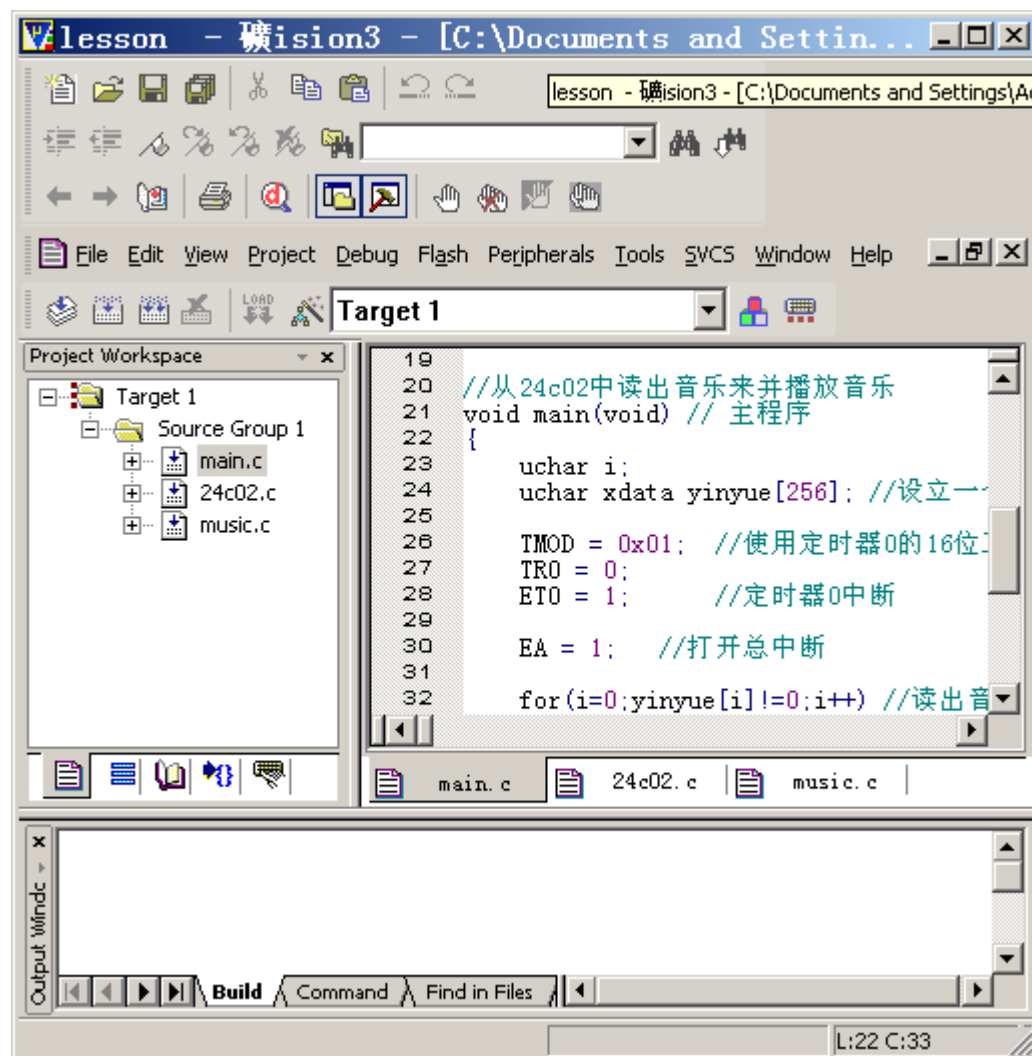 lesson - 礦ision3 - [C:\Documents and Settin...
lesson - 礦ision3 - [C:\Documents and Settings\A
File Edit View Project Debug Flash Peripherals Tools SVCS Window Help
LOAD
Target 1
Project Workspace
Target 1
Source Group 1
main.c
24c02.c
music.c
19
20 //从24c02中读出音乐来并播放音乐
21 void main(void) // 主程序
22 {
23 uchar i;
24 uchar xdata yinyue[256]; //设立一
25
26 TMOD = 0x01; //使用定时器0的16位
27 TR0 = 0;
28 ET0 = 1; //定时器0中断
29
30 EA = 1; //打开总中断
31
32 for(i=0;yinyue[i]!=0;i++) //读出音
main.c 24c02.c music.c
Output Windc
Build Command Find in Files
L:22 C:33